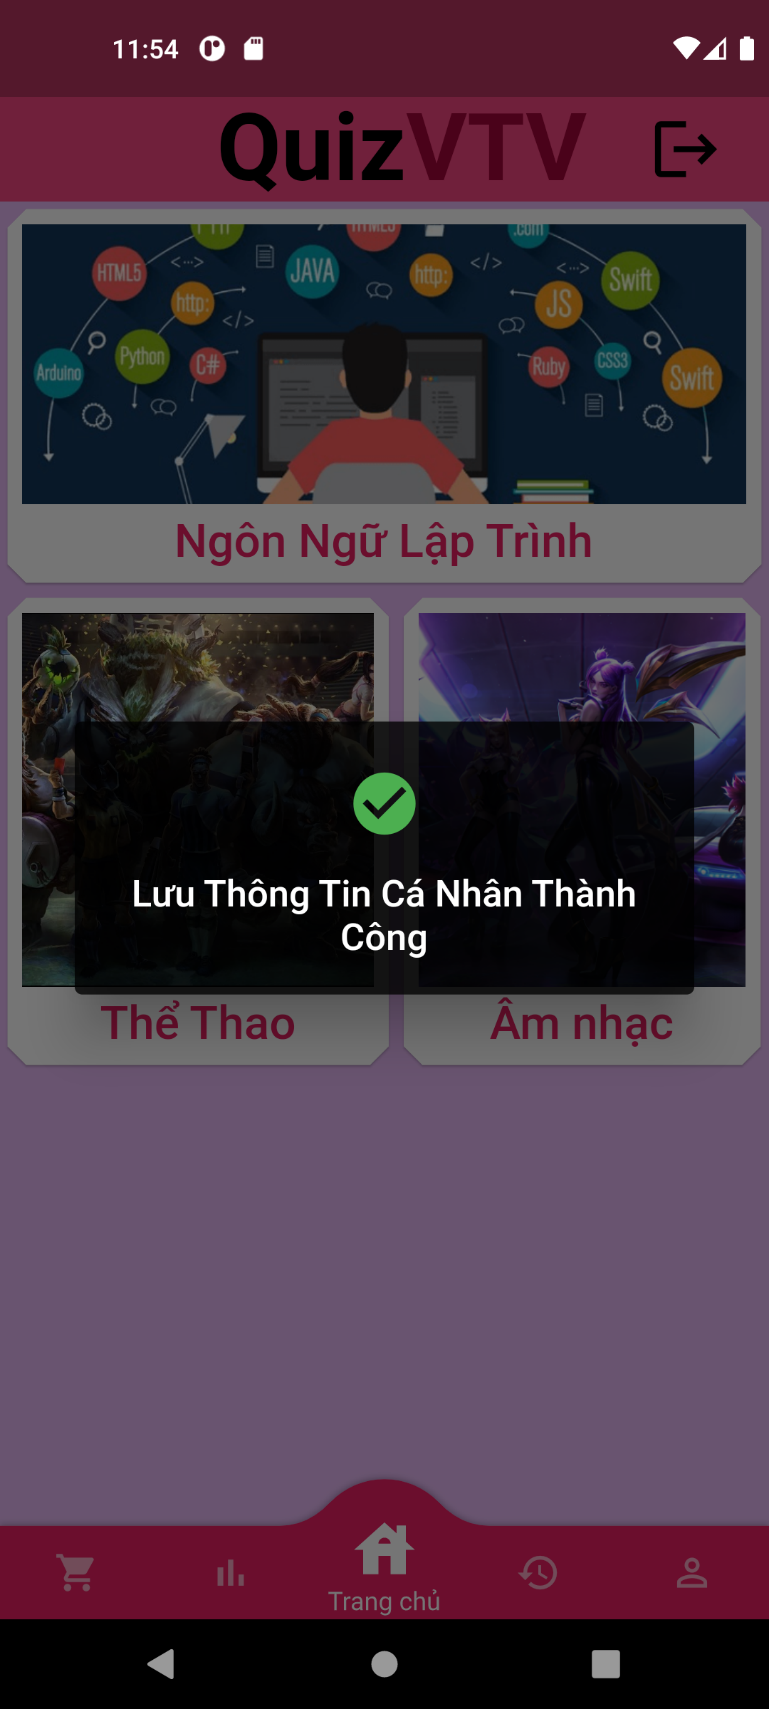 11:54
QuizVTV
HTML5
.com
HTML5
<···>
JAVA
http:
</>
<···>
Swift
http:
</>
JS
Python
C#
Arduino
Ruby
CSS3
Swift
Ngôn Ngữ Lập Trình
Lưu Thông Tin Cá Nhân Thành
Công
Thể Thao
Âm nhạc
Trang chủ